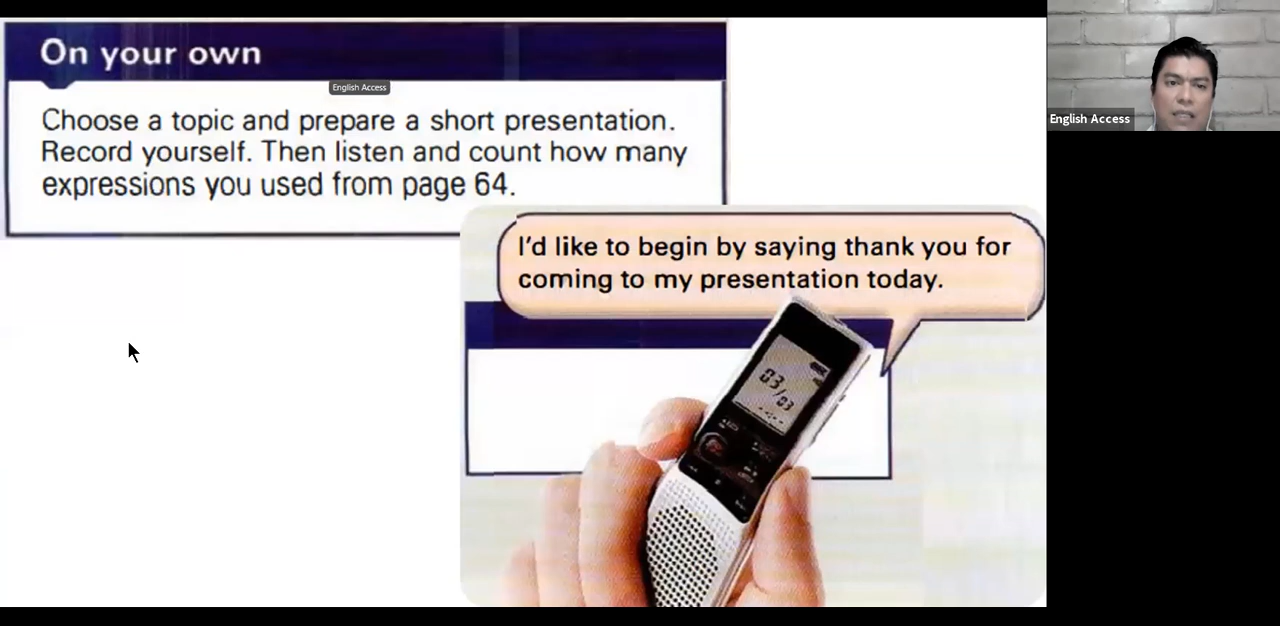 On your own
English Access
Choose a topic and prepare a short presentation.
Record yourself. Then listen and count how many
expressions you used from page 64.
I'd like to begin by saying thank you for
coming to my presentation today.
03/03
English Access